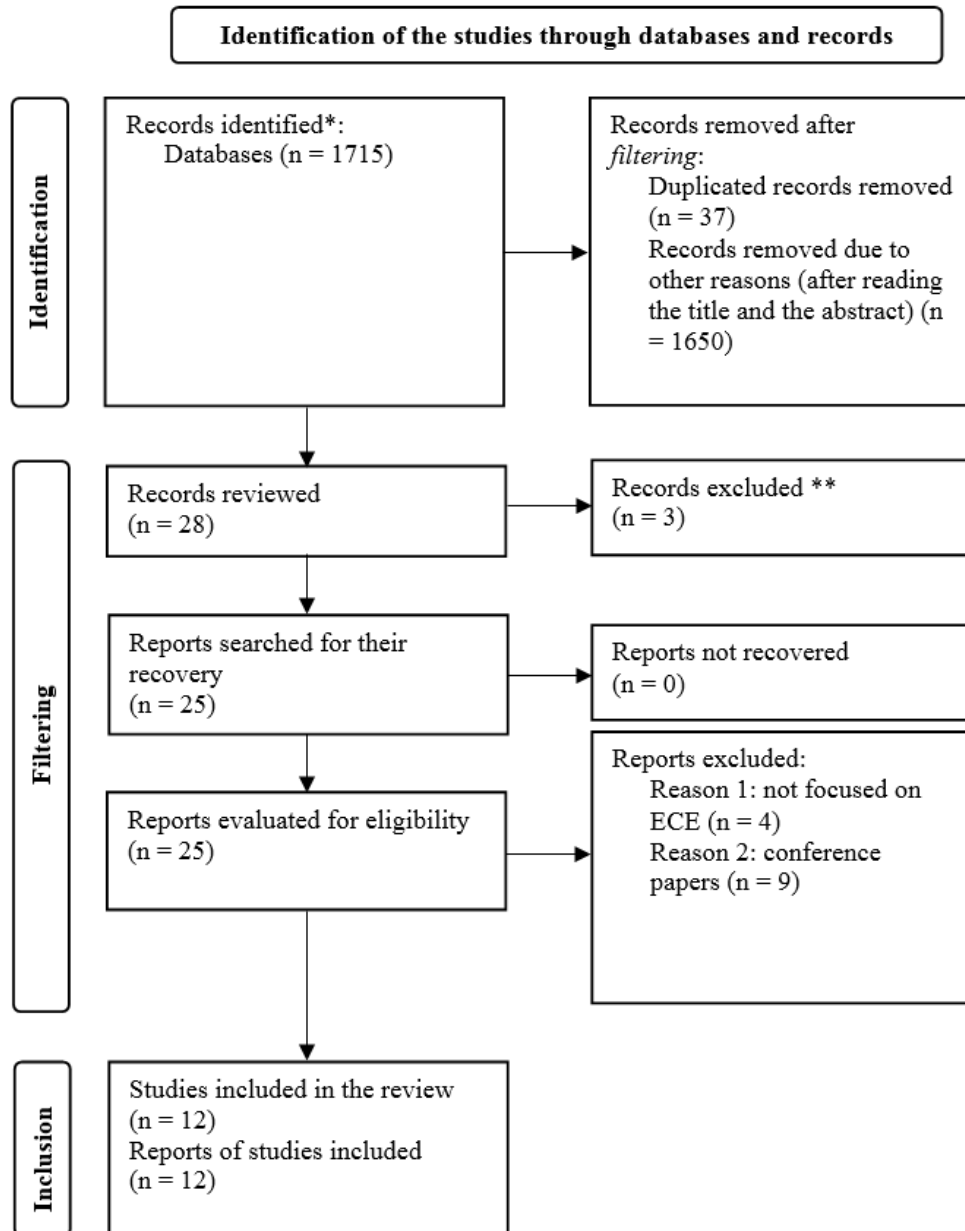 Identification of the studies through databases and records
Identification
Records identified*:
Databases (n = 1715)
Records removed after
filtering:
Duplicated records removed
(n = 37)
Records removed due to
other reasons (after reading
the title and the abstract) (n
= 1650)
Filtering
Records reviewed
(n = 28)
Records excluded **
(n = 3)
Reports searched for their
recovery
(n = 25)
Reports not recovered
(n = 0)
Reports evaluated for eligibility
(n = 25)
Reports excluded:
Reason 1: not focused on
ECE (n = 4)
Reason 2: conference
papers (n = 9)
Inclusion
Studies included in the review
(n = 12)
Reports of studies included
(n = 12)